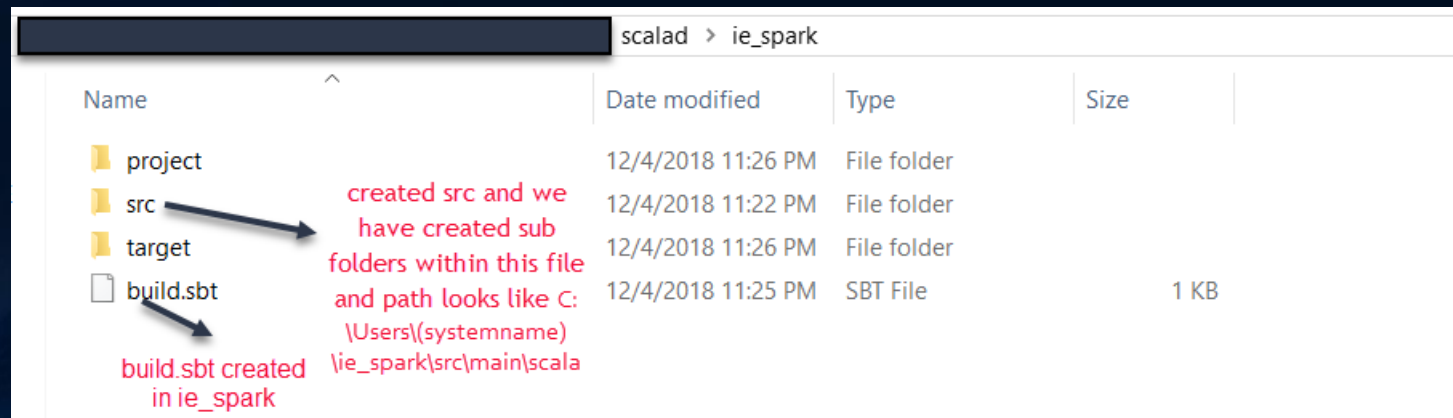 scalad > ie_spark
Name Date modified Type Size
project 12/4/2018 11:26 PM File folder
src 12/4/2018 11:22 PM File folder
target 12/4/2018 11:26 PM File folder
build.sbt 12/4/2018 11:25 PM SBT File 1 KB
created src and we
have created sub
folders within this file
and path looks like C:
\Users\(systemname)
\ie_spark\src\main\scala
build.sbt created
in ie_spark